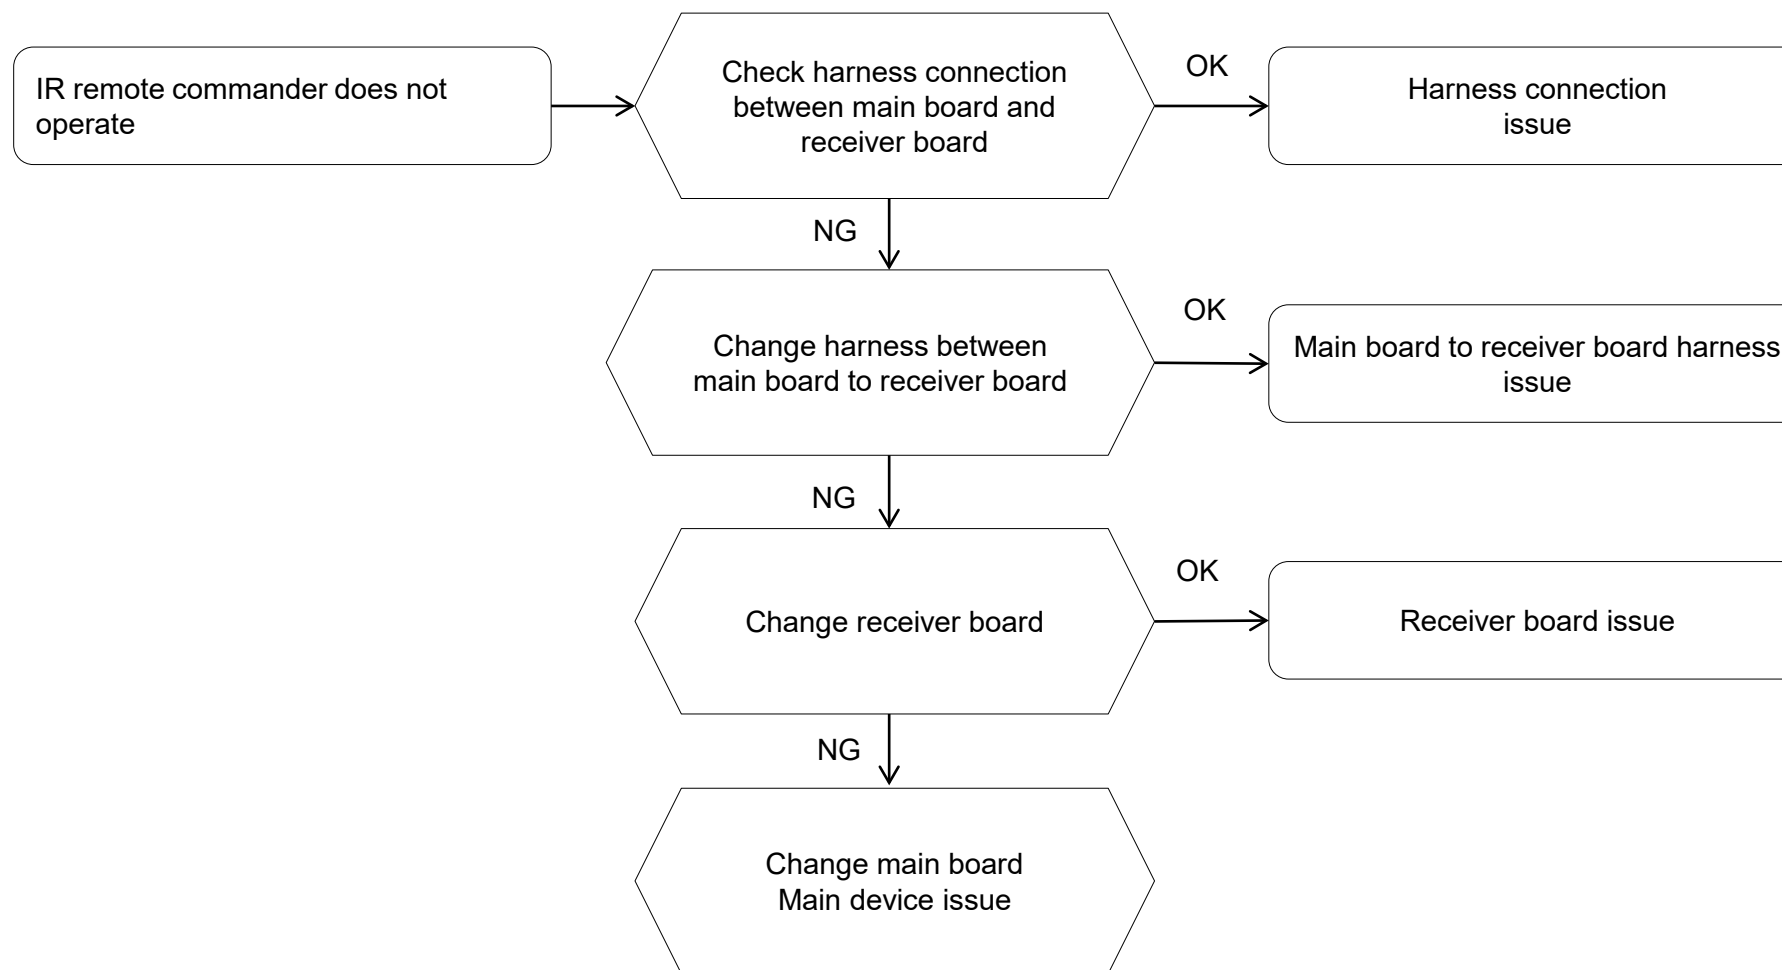 IR remote commander does not
operate
Check harness connection
between main board and
receiver board
OK
Harness connection
issue
NG
Change harness between
main board to receiver board
OK
Main board to receiver board harness
issue
NG
Change receiver board
OK
Receiver board issue
NG
Change main board
Main device issue